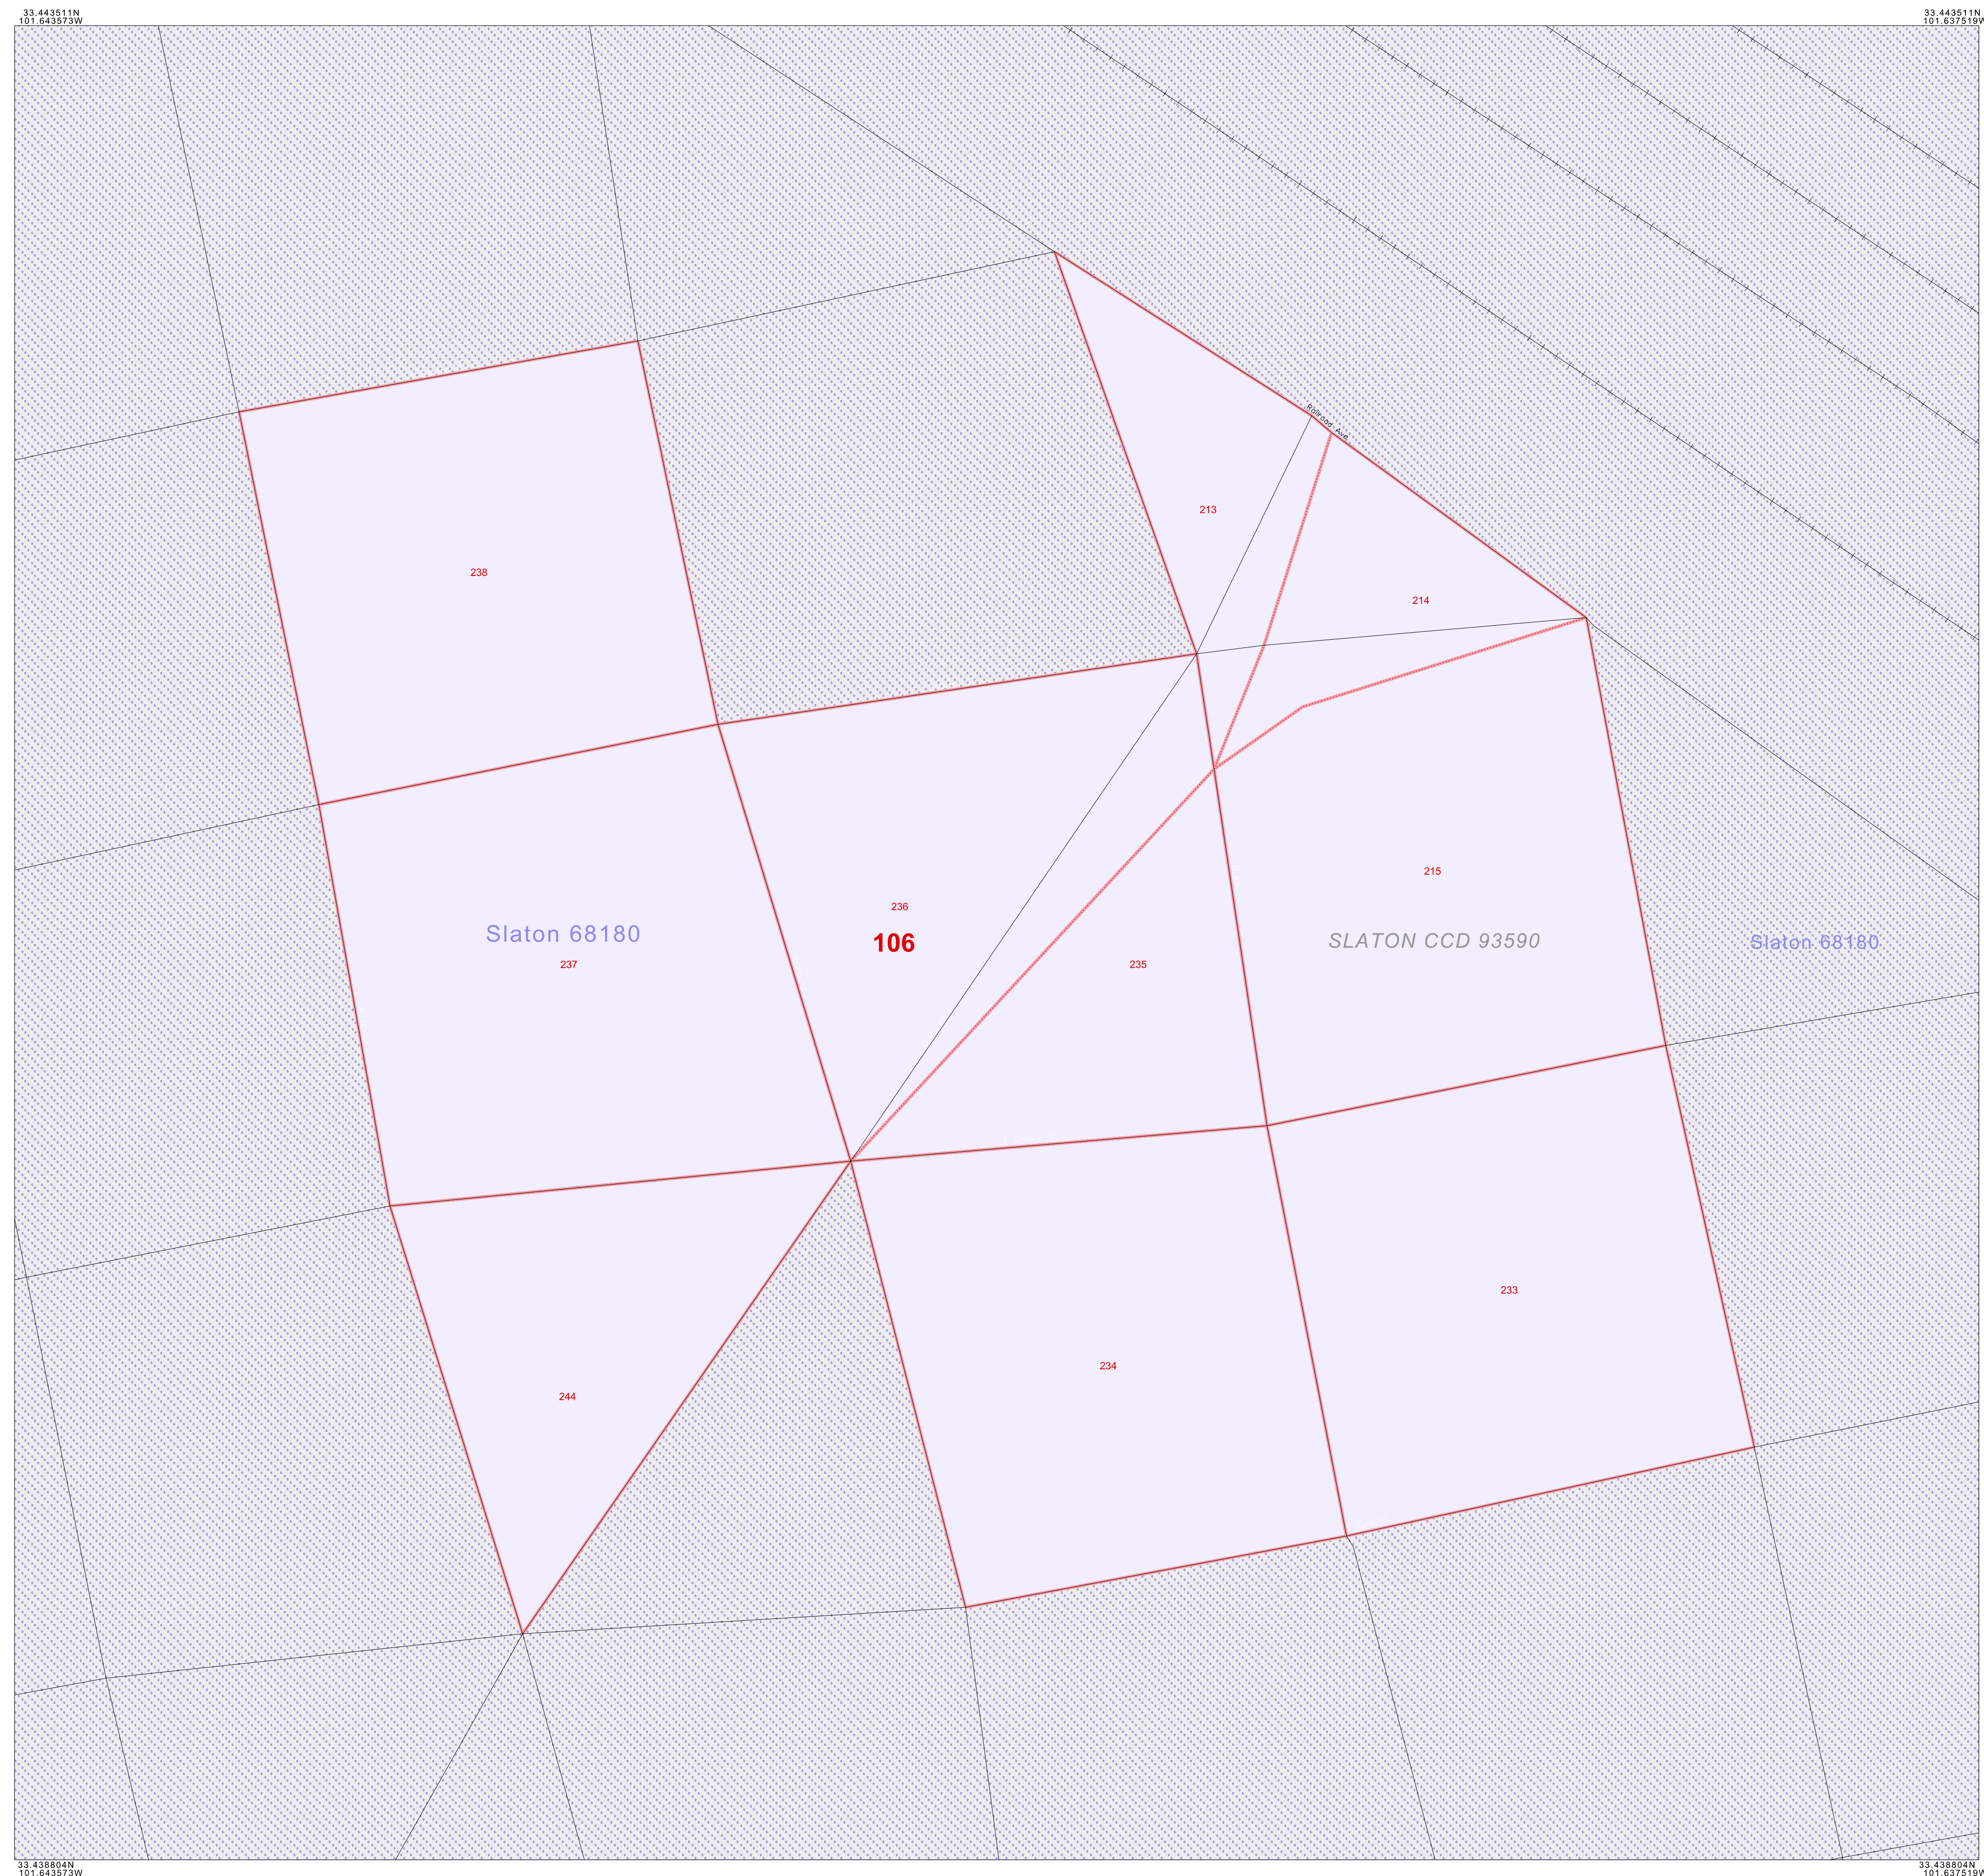 33.443511N
101.643573W
33.443511N
101.637519W
Railroad Ave
213
238
214
215
236
Slaton 68180
106
SLATON CCD 93590
Slaton 68180
237
235
233
234
244
33.438804N
101.643573W
33.438804N
101.637519W